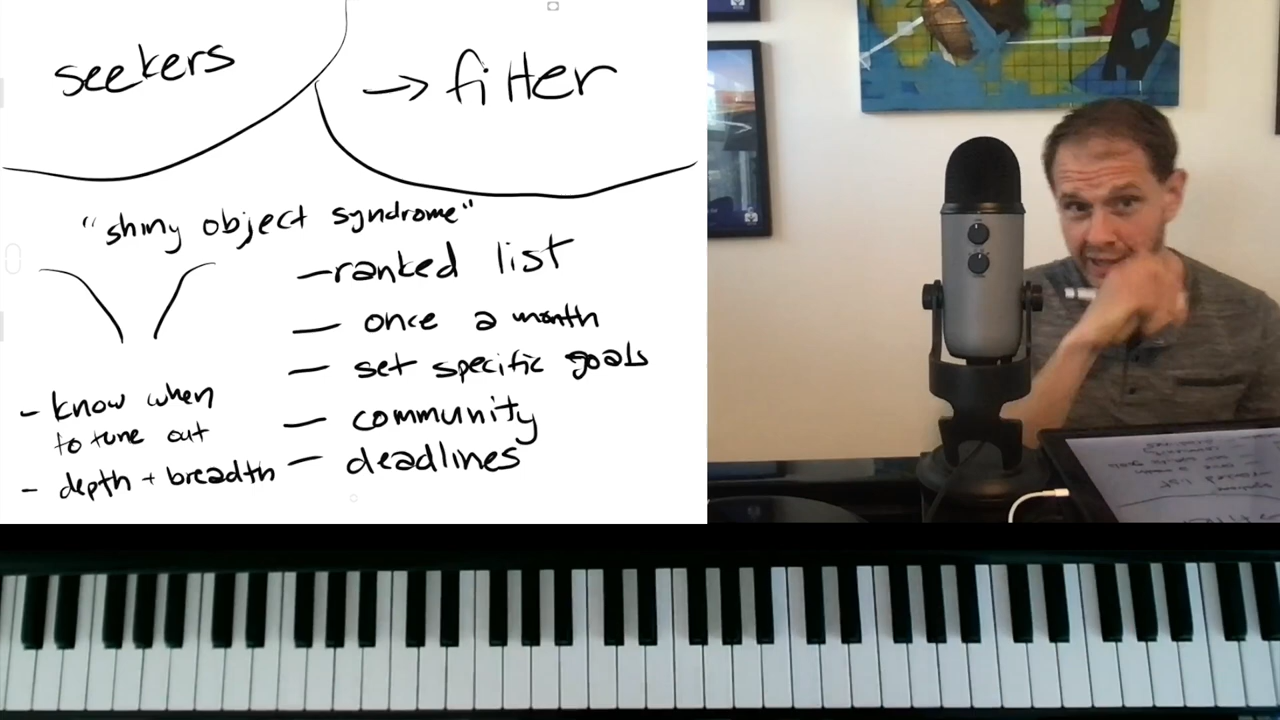 seekers
→ filter
"shiny object syndrome"
- ranked list
- once a month
- set specific goals
- community
- deadlines
- know when
to tune out
- depth + breadth